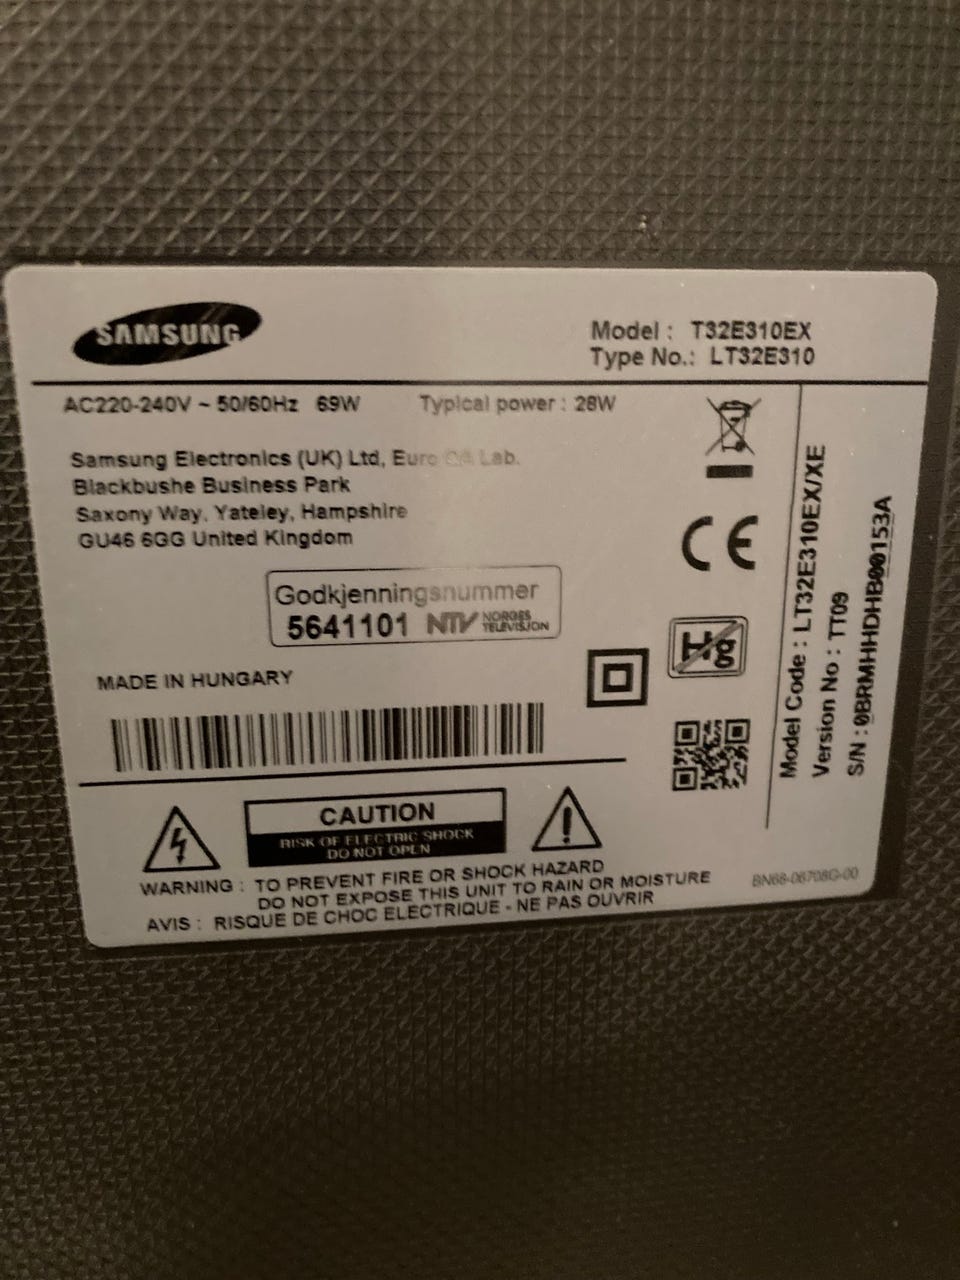 SAMSUNG
Model : T32E310EX
Type No.: LT32E310
AC220-240V ~ 50/60Hz 69W Typical power : 28W
Samsung Electronics (UK) Ltd, Euro QA Lab.
Blackbushe Business Park
Saxony Way, Yateley, Hampshire
GU46 6GG United Kingdom
CE
Godkjenningsnummer
5641101 NTV NORGES TELEVISJON
Hg
MADE IN HUNGARY
Model Code : LT32E310EX/XE
Version No : TT09
S/N : 0BRMHHDHB00153A
CAUTION
RISK OF ELECTRIC SHOCK
DO NOT OPEN
WARNING : TO PREVENT FIRE OR SHOCK HAZARD
DO NOT EXPOSE THIS UNIT TO RAIN OR MOISTURE
AVIS : RISQUE DE CHOC ELECTRIQUE - NE PAS OUVRIR
BN68-06708G-00